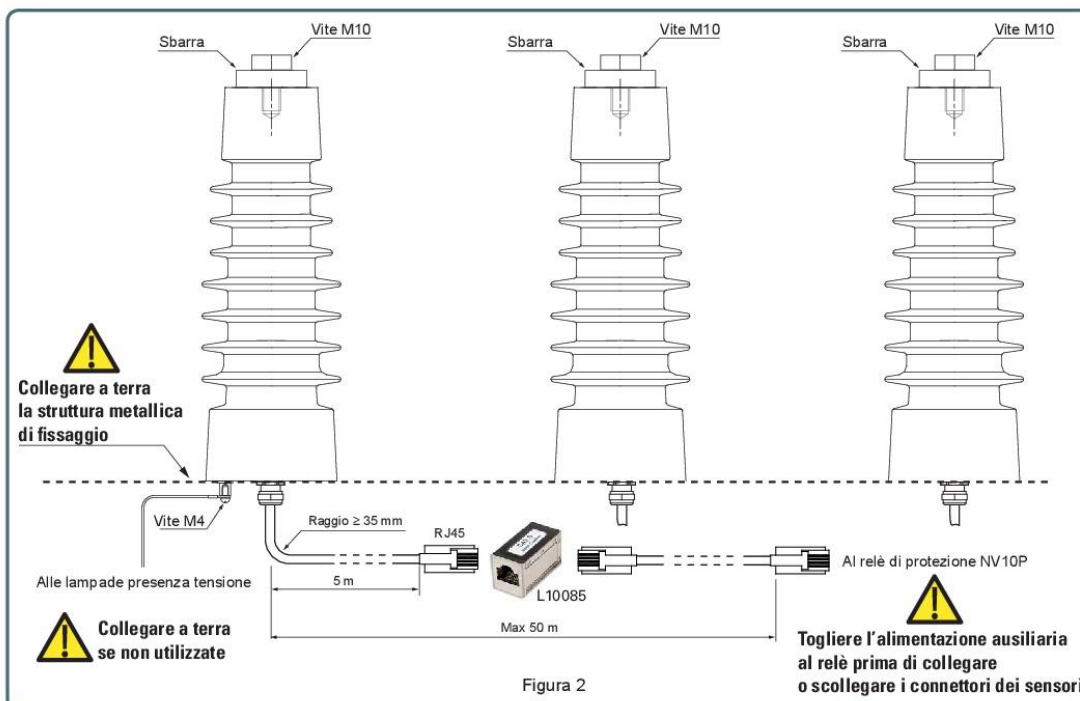 Sbarra
Vite M10
Sbarra
Vite M10
Sbarra
Vite M10
Collegare a terra
la struttura metallica
di fissaggio
Vite M4
Raggio ≥ 35 mm
RJ45
Alle lampade presenza tensione
5 m
L10085
Al relè di protezione NV10P
Collegare a terra
se non utilizzate
Max 50 m
Togliere l'alimentazione ausiliaria
al relè prima di collegare
o scollegare i connettori dei sensori
Figura 2